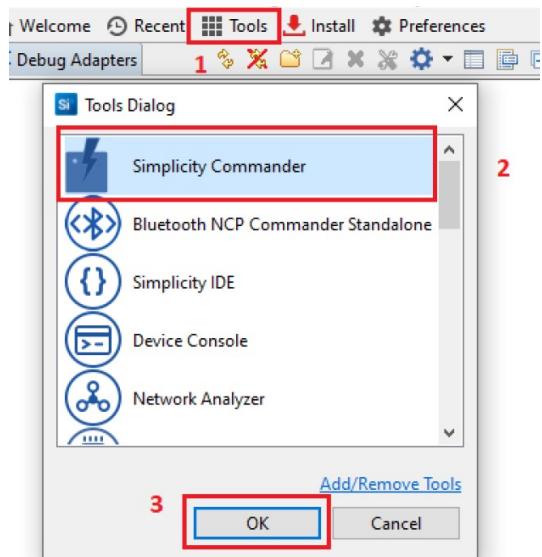 Welcome Recent Tools Install Preferences
Debug Adapters 1
Si Tools Dialog
Simplicity Commander
2
Bluetooth NCP Commander Standalone
Simplicity IDE
Device Console
Network Analyzer
Add/Remove Tools
3
OK Cancel